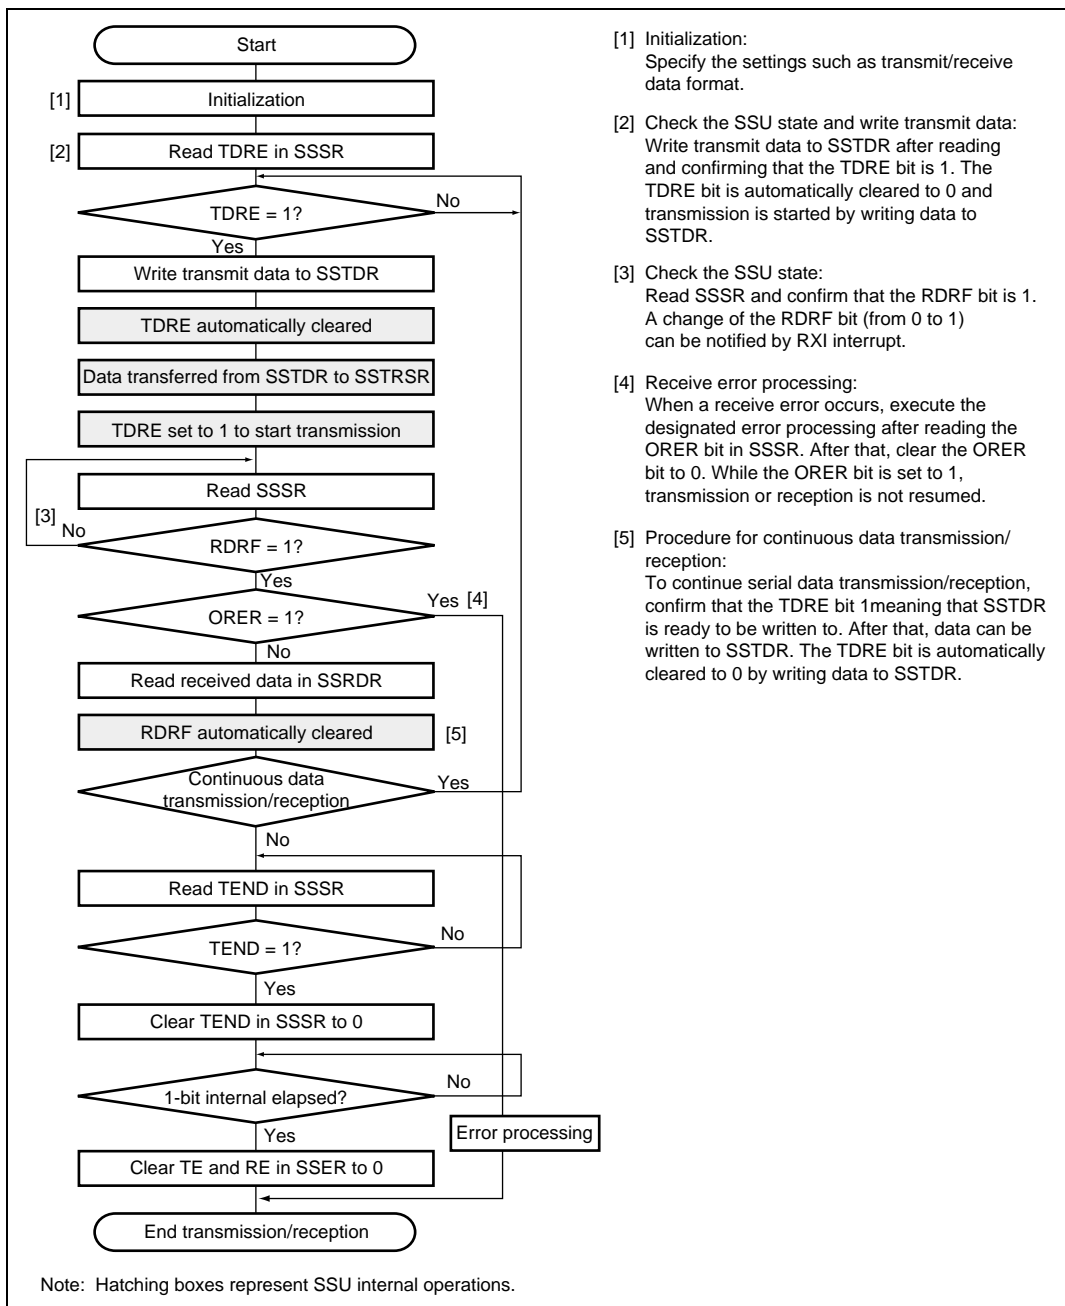 Start
[1]
Initialization
[2]
Read TDRE in SSSR
TDRE = 1?
No
Yes
Write transmit data to SSTDR
TDRE automatically cleared
Data transferred from SSTDR to SSTRSR
TDRE set to 1 to start transmission
Read SSSR
[3]
No
RDRF = 1?
Yes
Yes [4]
ORER = 1?
No
Read received data in SSRDR
RDRF automatically cleared
[5]
Continuous data
transmission/reception
Yes
No
Read TEND in SSSR
TEND = 1?
No
Yes
Clear TEND in SSSR to 0
1-bit internal elapsed?
No
Yes
Error processing
Clear TE and RE in SSER to 0
End transmission/reception
[1] Initialization:
Specify the settings such as transmit/receive
data format.
[2] Check the SSU state and write transmit data:
Write transmit data to SSTDR after reading
and confirming that the TDRE bit is 1. The
TDRE bit is automatically cleared to 0 and
transmission is started by writing data to
SSTDR.
[3] Check the SSU state:
Read SSSR and confirm that the RDRF bit is 1.
A change of the RDRF bit (from 0 to 1)
can be notified by RXI interrupt.
[4] Receive error processing:
When a receive error occurs, execute the
designated error processing after reading the
ORER bit in SSSR. After that, clear the ORER
bit to 0. While the ORER bit is set to 1,
transmission or reception is not resumed.
[5] Procedure for continuous data transmission/
reception:
To continue serial data transmission/reception,
confirm that the TDRE bit 1meaning that SSTDR
is ready to be written to. After that, data can be
written to SSTDR. The TDRE bit is automatically
cleared to 0 by writing data to SSTDR.
Note: Hatching boxes represent SSU internal operations.